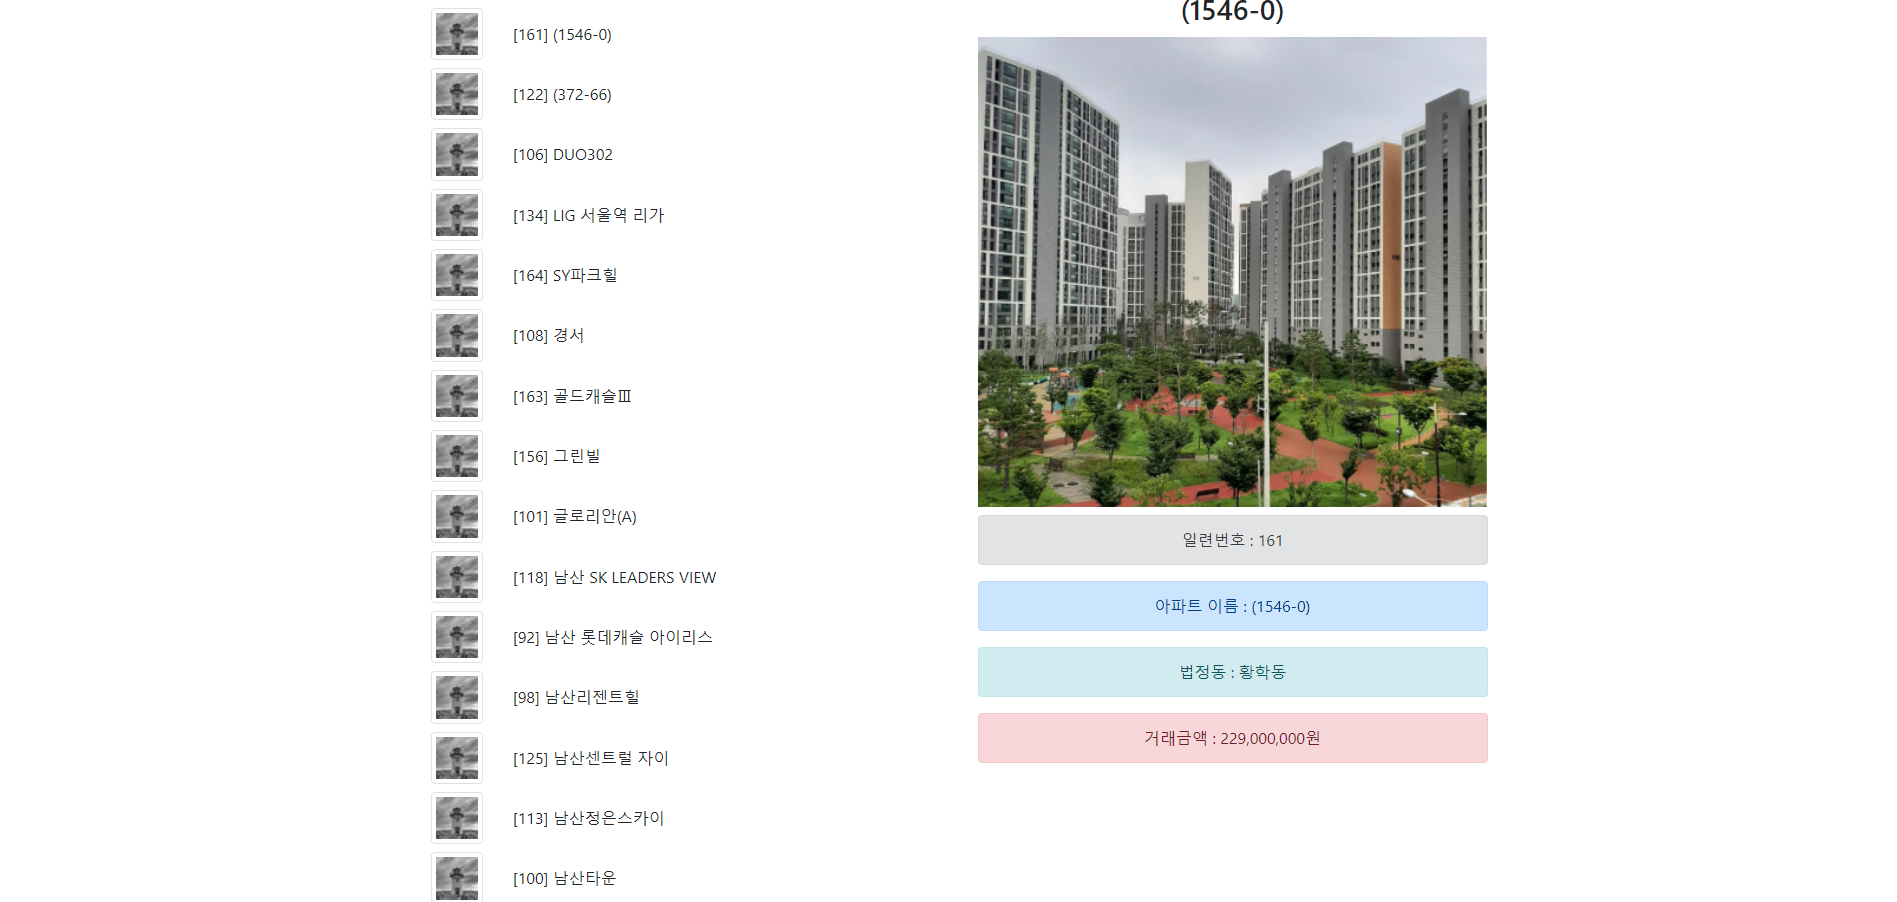 [161] (1546-0)
[122] (372-66)
[106] DUO302
[134] LIG 서울역 리가
[164] SY파크힐
[108] 경서
[163] 골드캐슬Ⅲ
[156] 그린빌
[101] 글로리안(A)
[118] 남산 SK LEADERS VIEW
[92] 남산 롯데캐슬 아이리스
[98] 남산리젠트힐
[125] 남산센트럴 자이
[113] 남산정은스카이
[100] 남산타운
(1546-0)
일련번호 : 161
아파트 이름 : (1546-0)
법정동 : 황학동
거래금액 : 229,000,000원